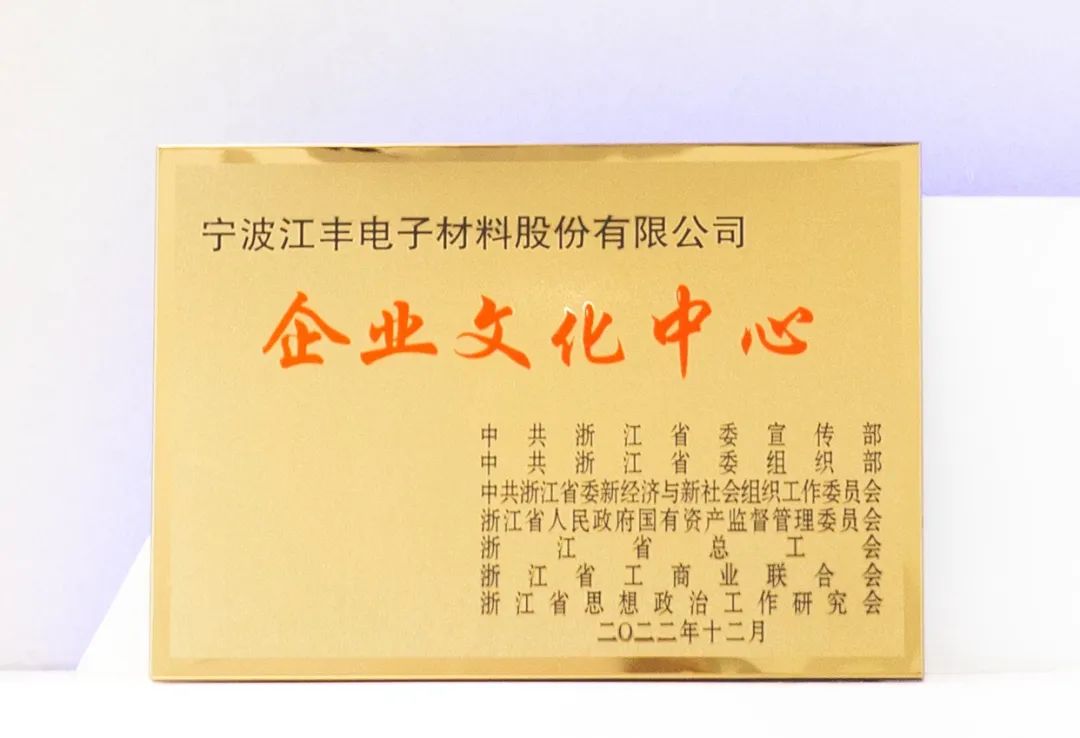 宁波江丰电子材料股份有限公司
企业文化中心
中共浙江省委宣传部
中共浙江省委组织部
中共浙江省委新经济与新社会组织工作委员会
浙江省人民政府国有资产监督管理委员会
浙江省总工会
浙江省工商业联合会
浙江省思想政治工作研究会
二〇二二年十二月